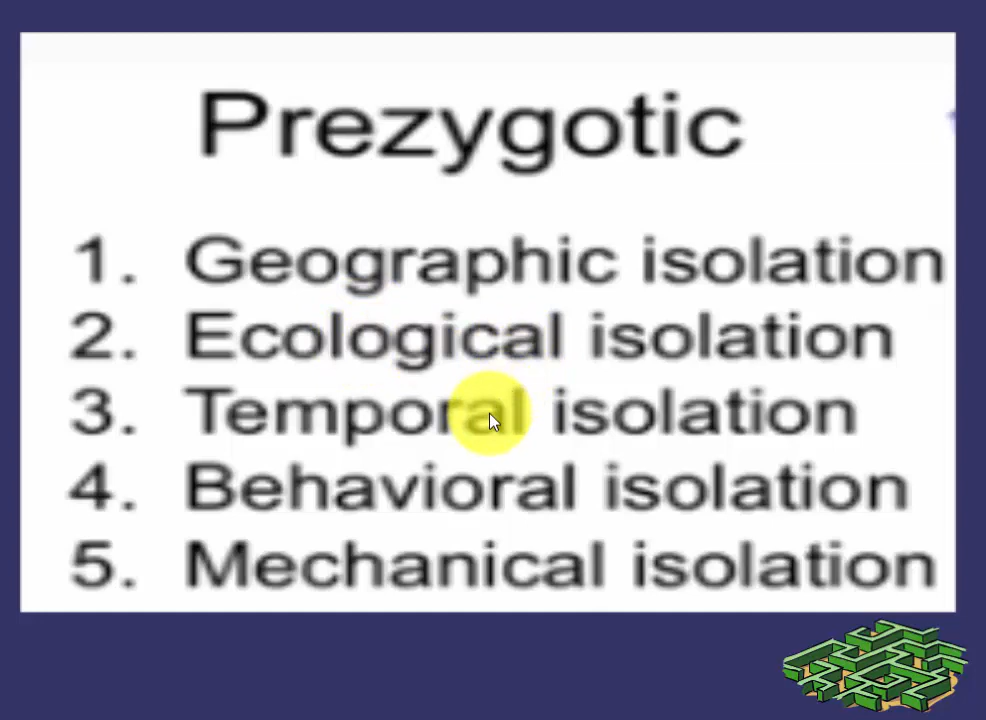 Prezygotic
1. Geographic isolation
2. Ecological isolation
3. Temporal isolation
4. Behavioral isolation
5. Mechanical isolation